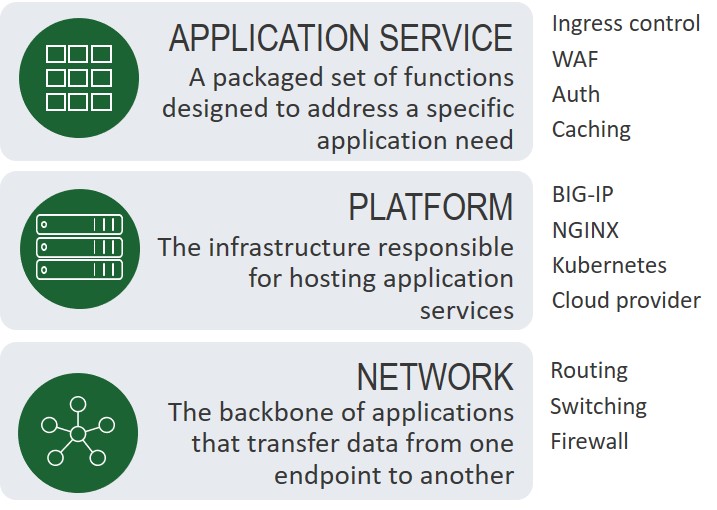 APPLICATION SERVICE
A packaged set of functions
designed to address a specific
application need
Ingress control
WAF
Auth
Caching
PLATFORM
The infrastructure responsible
for hosting application
services
BIG-IP
NGINX
Kubernetes
Cloud provider
NETWORK
The backbone of applications
that transfer data from one
endpoint to another
Routing
Switching
Firewall